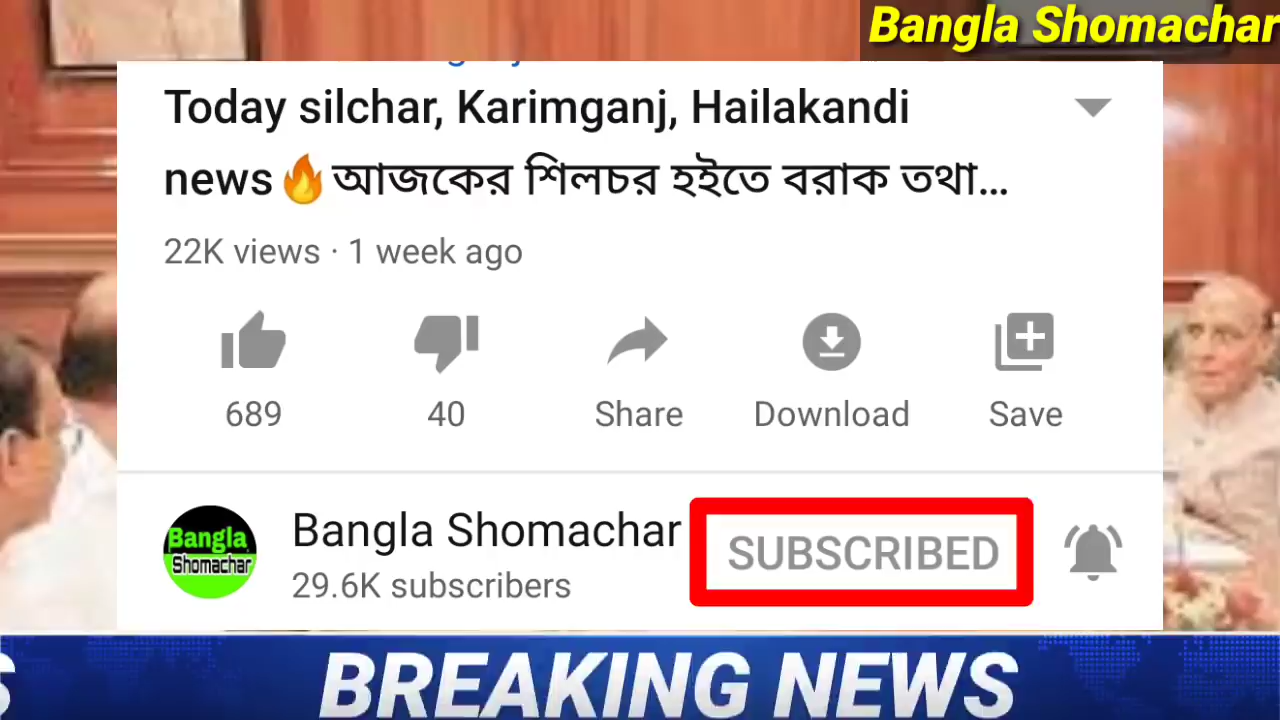 Bangla Shomachar
Today silchar, Karimganj, Hailakandi
news🔥আজকের শিলচর হইতে বরাক তথা...
22K views · 1 week ago
689
40
Share
Download
Save
Bangla
Shomachar
Bangla Shomachar
29.6K subscribers
SUBSCRIBED
BREAKING NEWS